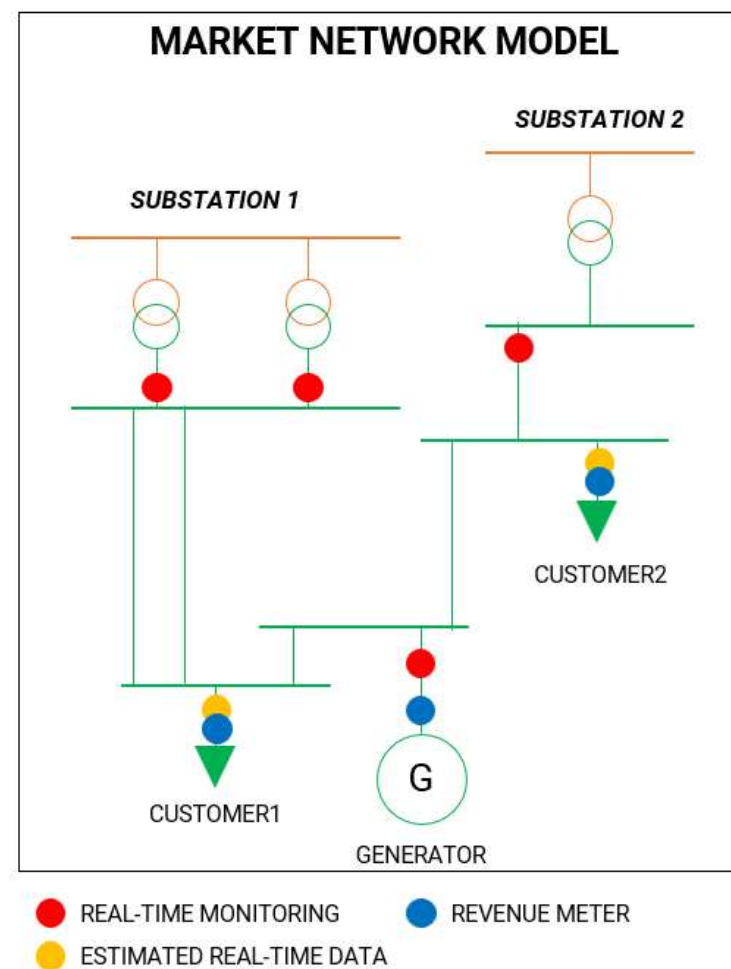 MARKET NETWORK MODEL
SUBSTATION 2
SUBSTATION 1
CUSTOMER2
CUSTOMER1
G
GENERATOR
REAL-TIME MONITORING
REVENUE METER
ESTIMATED REAL-TIME DATA